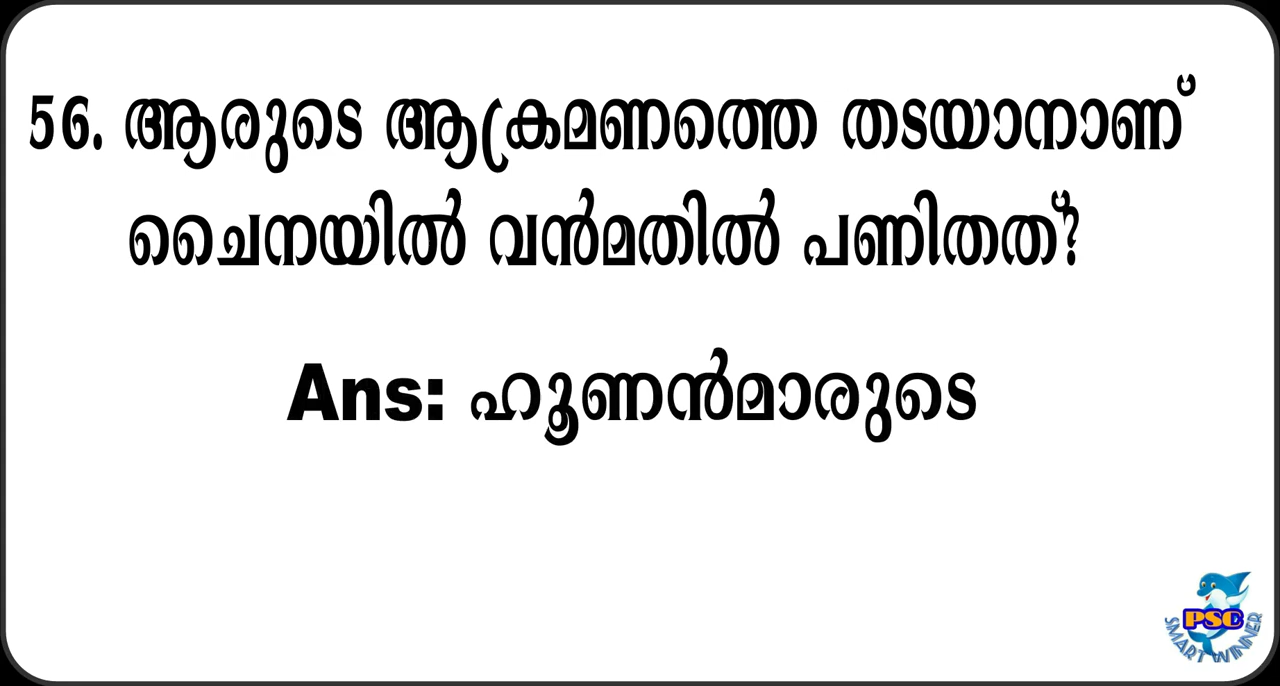 56. ആരുടെ ആക്രമണത്തെ തടയാനാണ്
ചൈനയിൽ വൻമതിൽ പണിതത്?
Ans: ഹൂണൻമാരുടെ
PSC
SMART WINNER